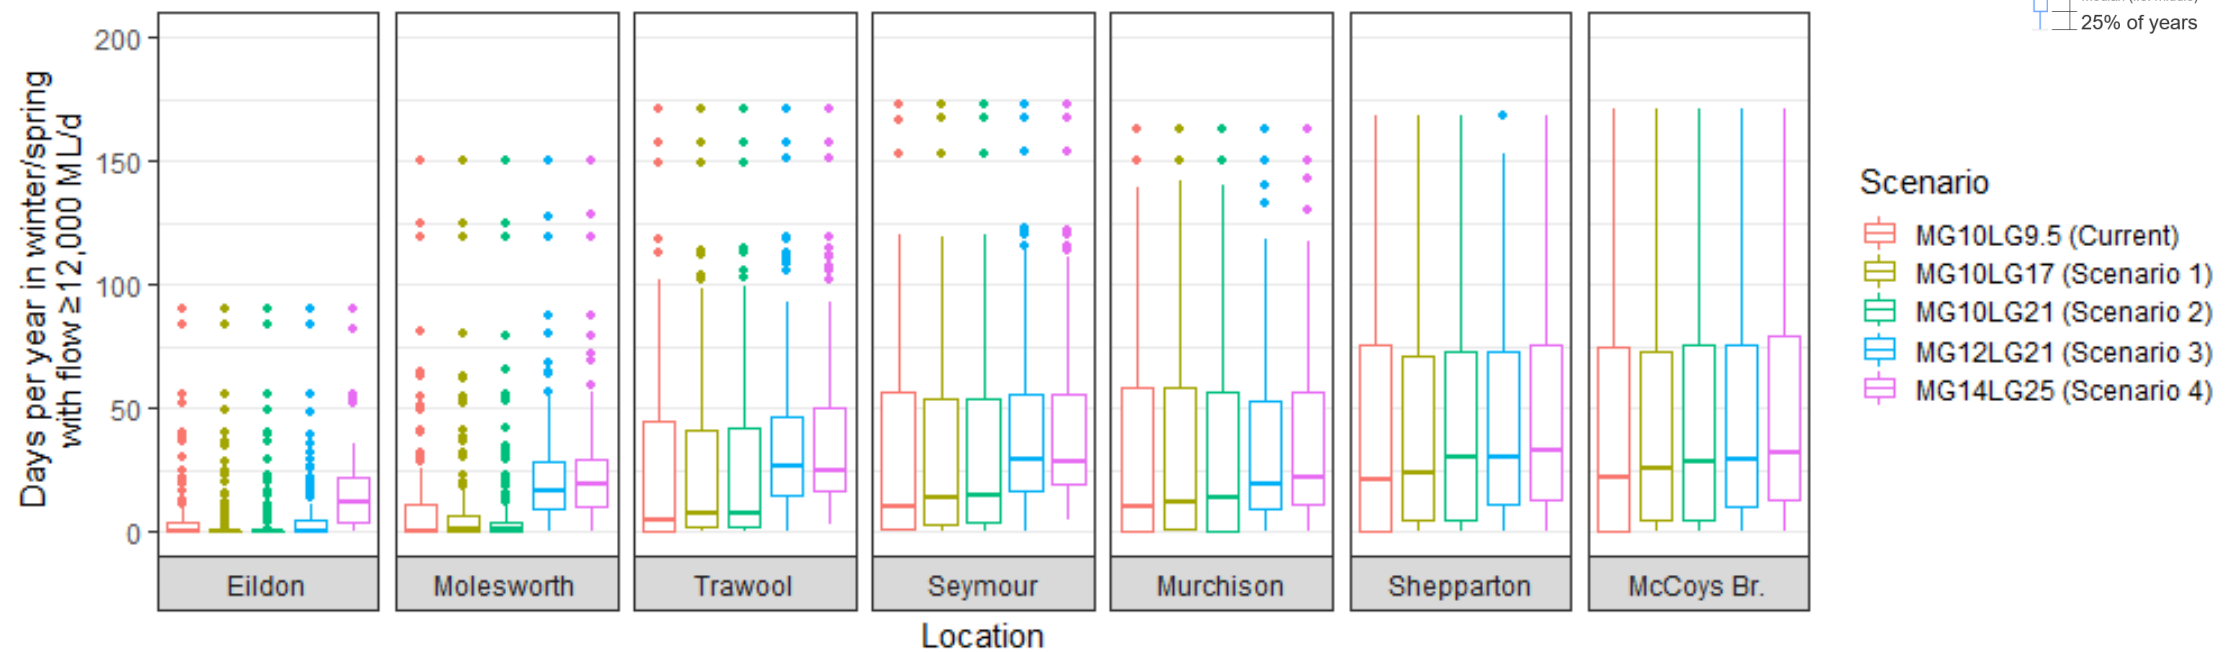 25% of years
Days per year in winter/spring
with flow ≥12,000 ML/d
200
150
100
50
0
Eildon
Molesworth
Trawool
Seymour
Murchison
Shepparton
McCoys Br.
Location
Scenario
MG10LG9.5 (Current)
MG10LG17 (Scenario 1)
MG10LG21 (Scenario 2)
MG12LG21 (Scenario 3)
MG14LG25 (Scenario 4)